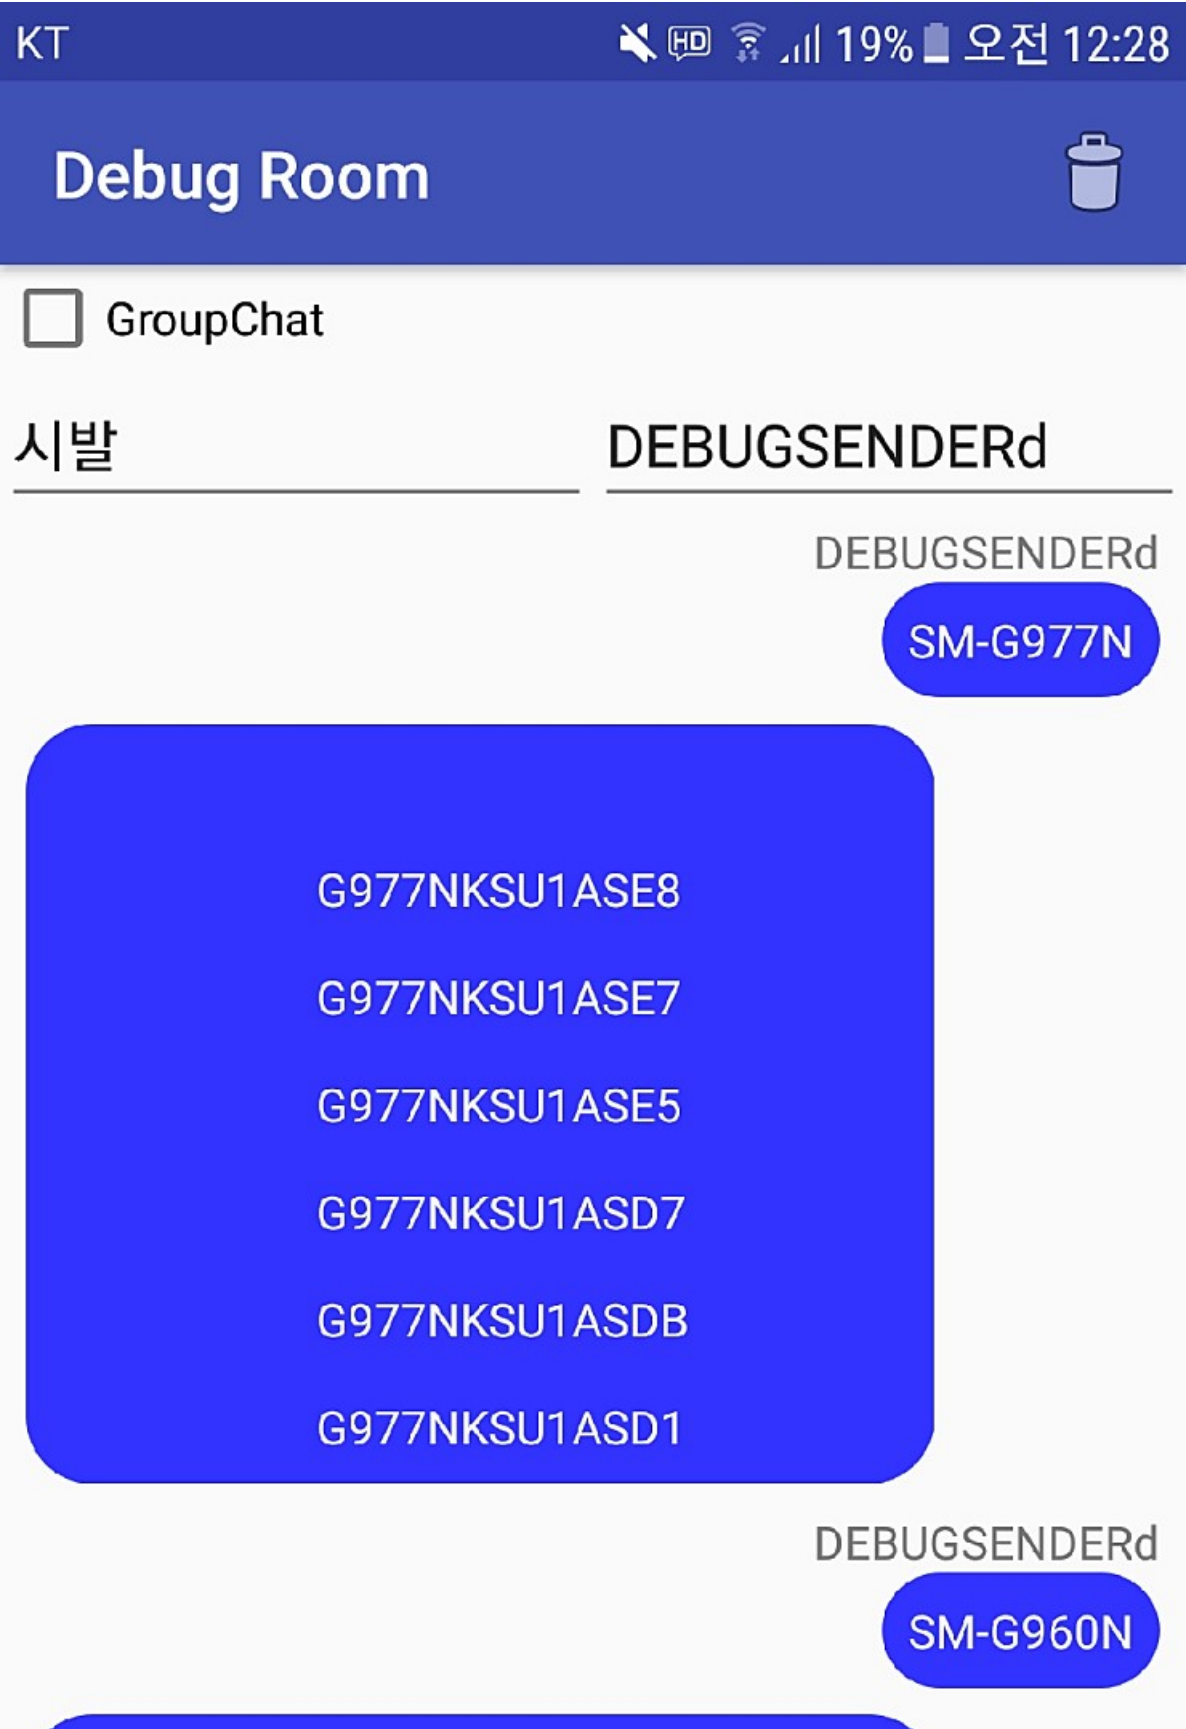 KT HD 19% 오전 12:28
Debug Room
GroupChat
시발 DEBUGSENDERd
DEBUGSENDERd
SM-G977N
G977NKSU1ASE8
G977NKSU1ASE7
G977NKSU1ASE5
G977NKSU1ASD7
G977NKSU1ASDB
G977NKSU1ASD1
DEBUGSENDERd
SM-G960N